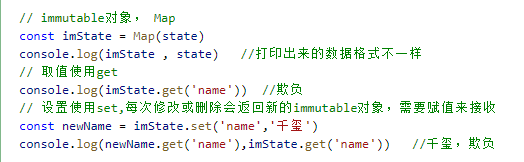 // immutable对象, Map
const imState = Map(state)
console.log(imState , state)   //打印出来的数据格式不一样
// 取值使用get
console.log(imState.get('name'))  //欺负
// 设置使用set,每次修改或删除会返回新的immutable对象，需要赋值来接收
const newName = imState.set('name','千玺')
console.log(newName.get('name'),imState.get('name'))   //千玺，欺负